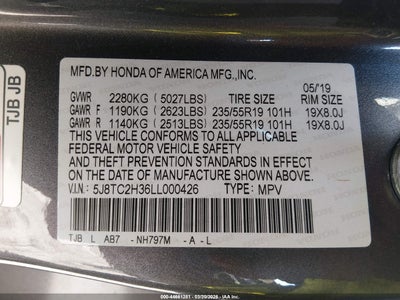 TJB JB
MFD.BY HONDA OF AMERICA MFG.,INC.
05/19
GVWR 2280KG (5027LBS) TIRE SIZE RIM SIZE
GAWR F 1190KG (2623LBS) 235/55R19 101H 19X8.0J
GAWR R 1140KG (2513LBS) 235/55R19 101H 19X8.0J
THIS VEHICLE CONFORMS TO ALL APPLICABLE
FEDERAL MOTOR VEHICLE SAFETY
STANDARDS IN EFFECT ON THE
DATE OF MANUFACTURE SHOWN ABOVE.
V.I.N: 5J8TC2H36LL000426 TYPE: MPV
TJB L AB7 -NH797M -A-L